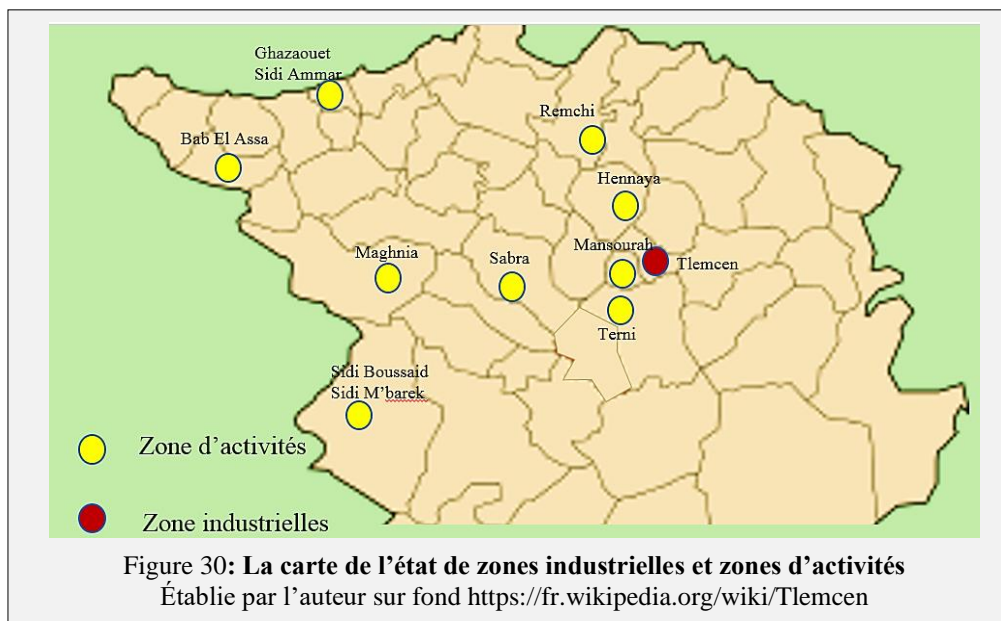 Ghazaouet
Sidi Ammar
Remchi
Bab El Assa
Hennaya
Mansourah
Maghnia
Sabra
Tlemcen
Terni
Sidi Boussaid
Sidi M’barek
Zone d’activités
Zone industrielles
Figure 30: La carte de l’état de zones industrielles et zones d’activités
Établie par l’auteur sur fond https://fr.wikipedia.org/wiki/Tlemcen